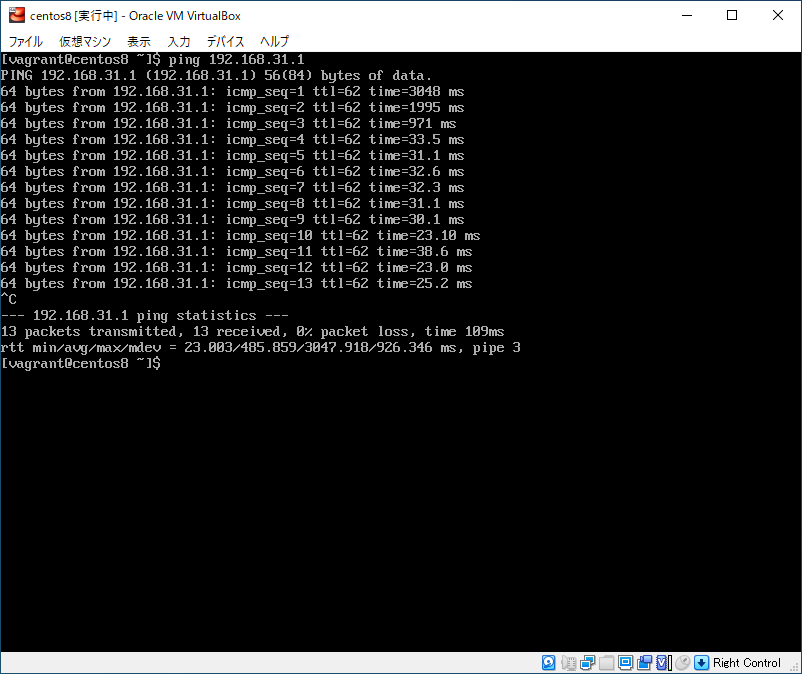 centos8 [実行中] - Oracle VM VirtualBox
ファイル 仮想マシン 表示 入力 デバイス ヘルプ
[vagrant@centos8 ~]$ ping 192.168.31.1
PING 192.168.31.1 (192.168.31.1) 56(84) bytes of data.
64 bytes from 192.168.31.1: icmp_seq=1 ttl=62 time=3048 ms
64 bytes from 192.168.31.1: icmp_seq=2 ttl=62 time=1995 ms
64 bytes from 192.168.31.1: icmp_seq=3 ttl=62 time=971 ms
64 bytes from 192.168.31.1: icmp_seq=4 ttl=62 time=33.5 ms
64 bytes from 192.168.31.1: icmp_seq=5 ttl=62 time=31.1 ms
64 bytes from 192.168.31.1: icmp_seq=6 ttl=62 time=32.6 ms
64 bytes from 192.168.31.1: icmp_seq=7 ttl=62 time=32.3 ms
64 bytes from 192.168.31.1: icmp_seq=8 ttl=62 time=31.1 ms
64 bytes from 192.168.31.1: icmp_seq=9 ttl=62 time=30.1 ms
64 bytes from 192.168.31.1: icmp_seq=10 ttl=62 time=23.10 ms
64 bytes from 192.168.31.1: icmp_seq=11 ttl=62 time=38.6 ms
64 bytes from 192.168.31.1: icmp_seq=12 ttl=62 time=23.0 ms
64 bytes from 192.168.31.1: icmp_seq=13 ttl=62 time=25.2 ms
^C
--- 192.168.31.1 ping statistics ---
13 packets transmitted, 13 received, 0% packet loss, time 109ms
rtt min/avg/max/mdev = 23.003/485.859/3047.918/926.346 ms, pipe 3
[vagrant@centos8 ~]$
Right Control